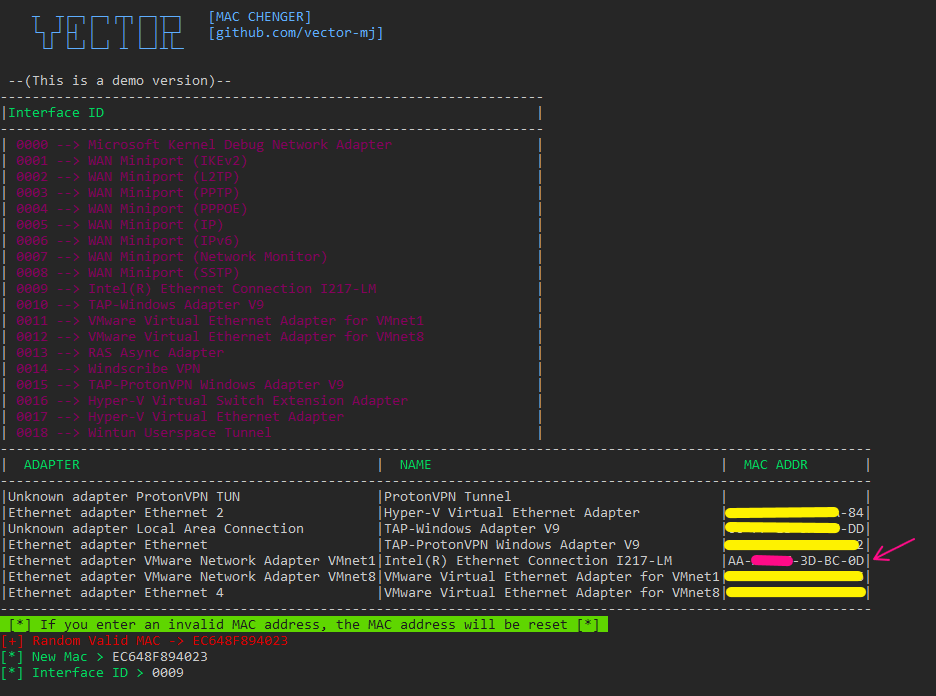 VECTOR
[MAC CHENGER]
[github.com/vector-mj]
--(This is a demo version)--
|Interface ID |
| 0000 --> Microsoft Kernel Debug Network Adapter |
| 0001 --> WAN Miniport (IKEv2) |
| 0002 --> WAN Miniport (L2TP) |
| 0003 --> WAN Miniport (PPTP) |
| 0004 --> WAN Miniport (PPPOE) |
| 0005 --> WAN Miniport (IP) |
| 0006 --> WAN Miniport (IPv6) |
| 0007 --> WAN Miniport (Network Monitor) |
| 0008 --> WAN Miniport (SSTP) |
| 0009 --> Intel(R) Ethernet Connection I217-LM |
| 0010 --> TAP-Windows Adapter V9 |
| 0011 --> VMware Virtual Ethernet Adapter for VMnet1 |
| 0012 --> VMware Virtual Ethernet Adapter for VMnet8 |
| 0013 --> RAS Async Adapter |
| 0014 --> Windscribe VPN |
| 0015 --> TAP-ProtonVPN Windows Adapter V9 |
| 0016 --> Hyper-V Virtual Switch Extension Adapter |
| 0017 --> Hyper-V Virtual Ethernet Adapter |
| 0018 --> Wintun Userspace Tunnel |
| ADAPTER | NAME | MAC ADDR |
|Unknown adapter ProtonVPN TUN |ProtonVPN Tunnel | |
|Ethernet adapter Ethernet 2 |Hyper-V Virtual Ethernet Adapter | -84|
|Unknown adapter Local Area Connection |TAP-Windows Adapter V9 | -DD|
|Ethernet adapter Ethernet |TAP-ProtonVPN Windows Adapter V9 | 2|
|Ethernet adapter VMware Network Adapter VMnet1|Intel(R) Ethernet Connection I217-LM |AA- -3D-BC-0D|
|Ethernet adapter VMware Network Adapter VMnet8|VMware Virtual Ethernet Adapter for VMnet1| |
|Ethernet adapter Ethernet 4 |VMware Virtual Ethernet Adapter for VMnet8| |
[*] If you enter an invalid MAC address, the MAC address will be reset [*]
[+] Random Valid MAC -> EC648F894023
[*] New Mac > EC648F894023
[*] Interface ID > 0009